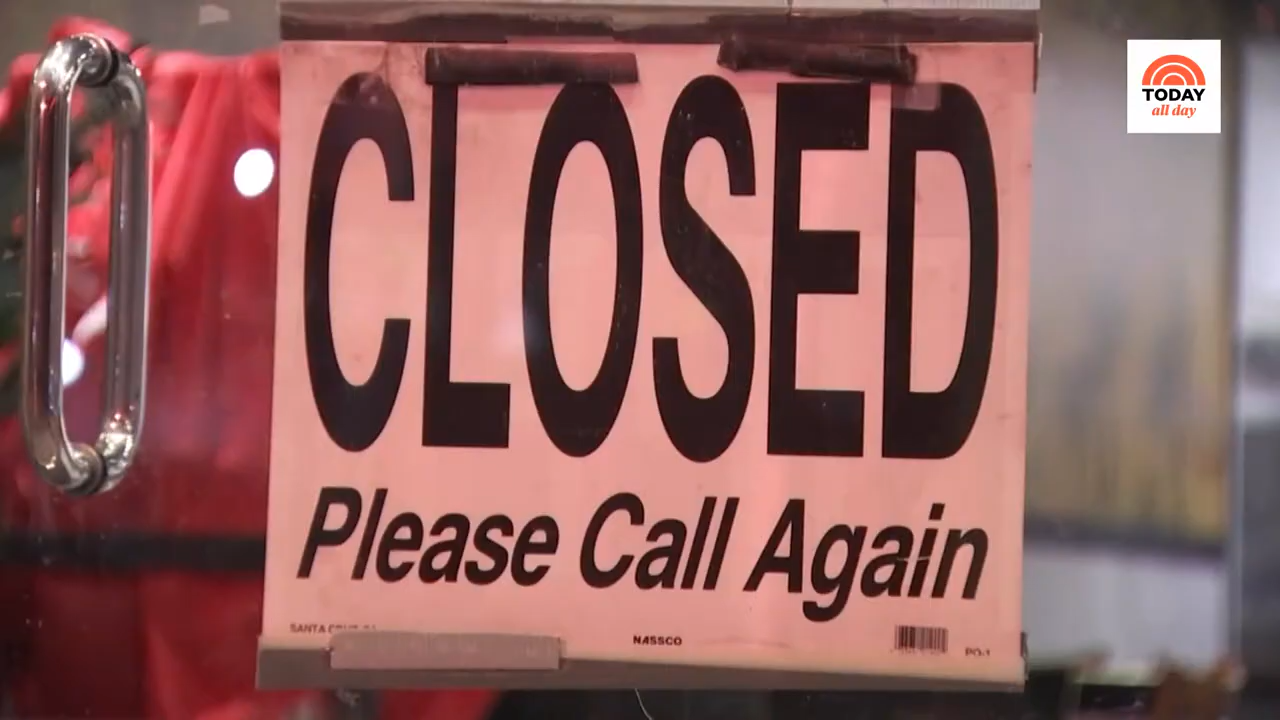 TODAY
all day
CLOSED
Please Call Again
NASSCO
PO-1